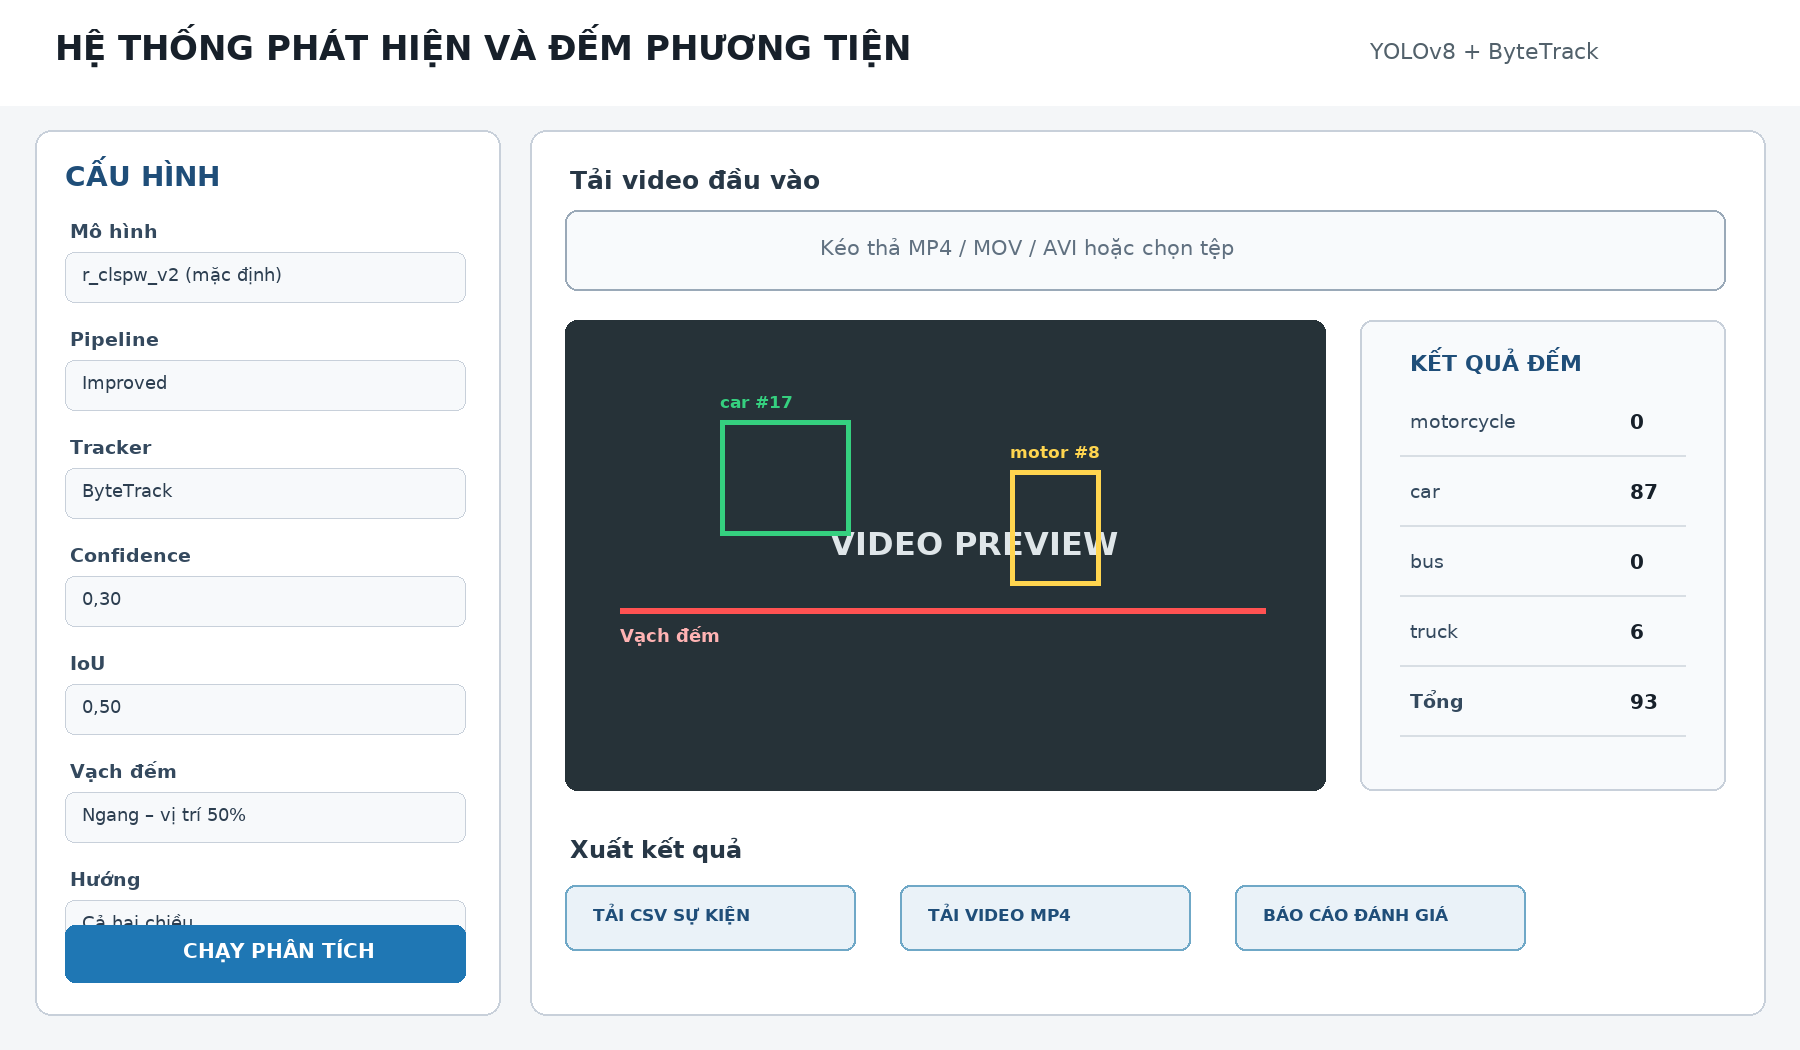 HỆ THỐNG PHÁT HIỆN VÀ ĐẾM PHƯƠNG TIỆN
YOLOv8 + ByteTrack
CẤU HÌNH
Mô hình
r_clspw_v2 (mặc định)
Pipeline
Improved
Tracker
ByteTrack
Confidence
0,30
IoU
0,50
Vạch đếm
Ngang – vị trí 50%
Hướng
Cả hai chiều
CHẠY PHÂN TÍCH
Tải video đầu vào
Kéo thả MP4 / MOV / AVI hoặc chọn tệp
car #17
motor #8
VIDEO PREVIEW
Vạch đếm
KẾT QUẢ ĐẾM
motorcycle 0
car 87
bus 0
truck 6
Tổng 93
Xuất kết quả
TẢI CSV SỰ KIỆN
TẢI VIDEO MP4
BÁO CÁO ĐÁNH GIÁ